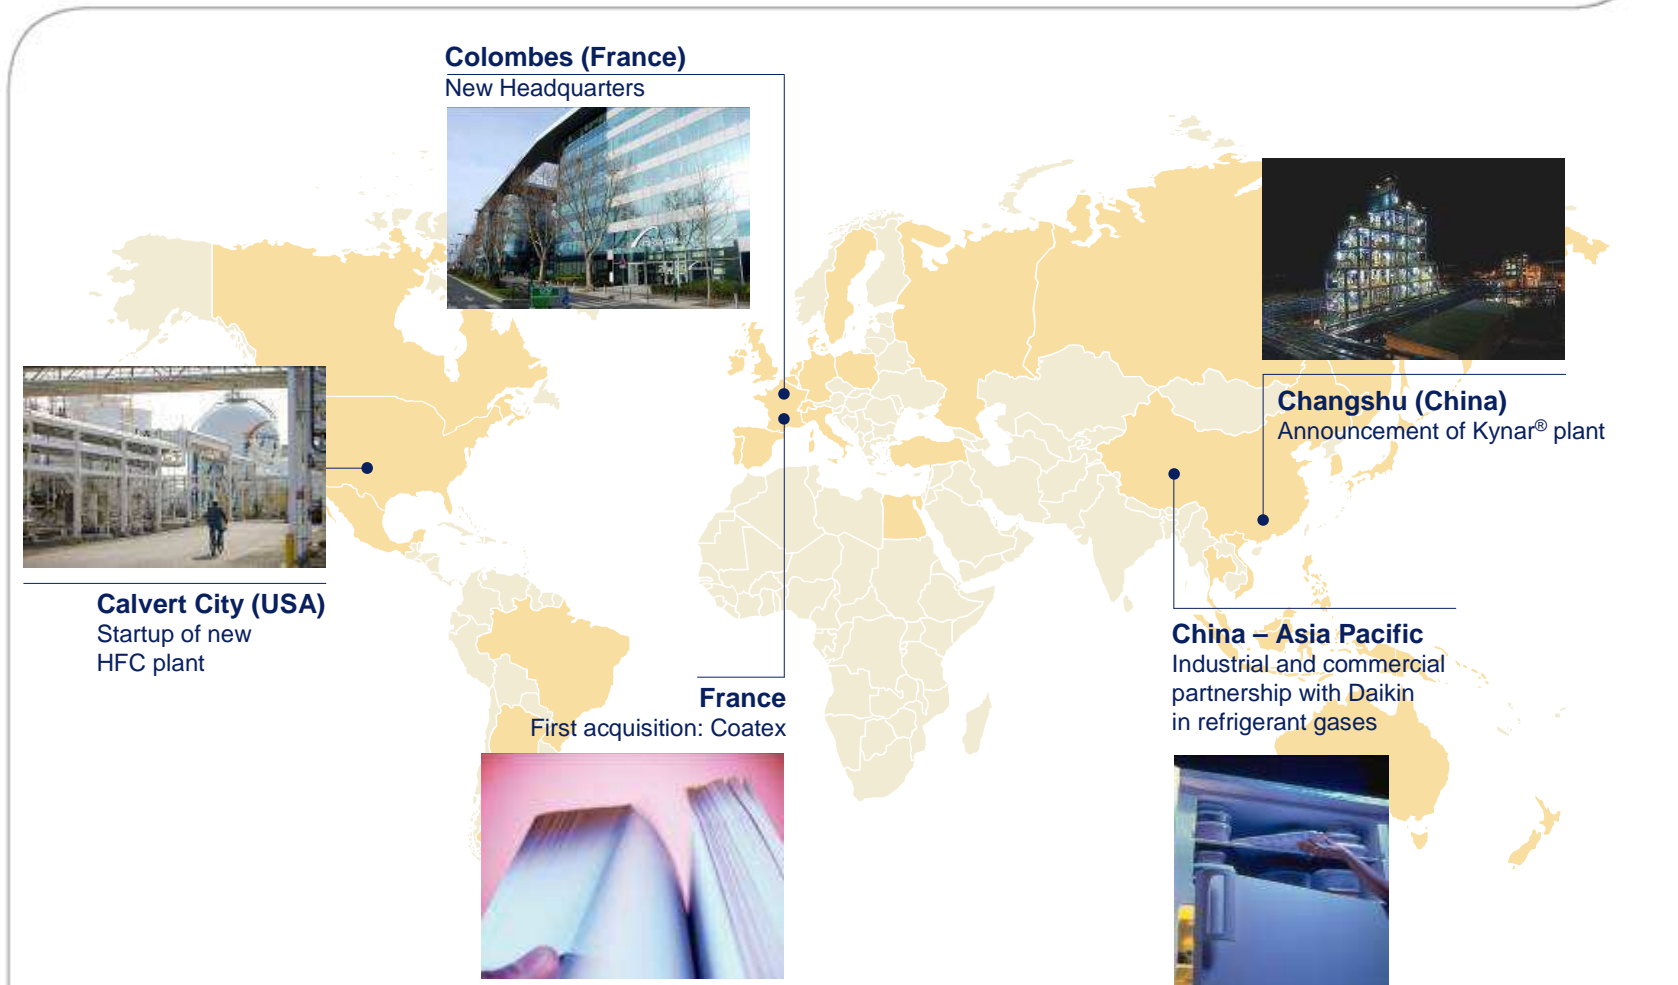 Colombes (France)
New Headquarters
Changshu (China)
Announcement of Kynar® plant
Calvert City (USA)
Startup of new
HFC plant
France
First acquisition: Coatex
China – Asia Pacific
Industrial and commercial
partnership with Daikin
in refrigerant gases